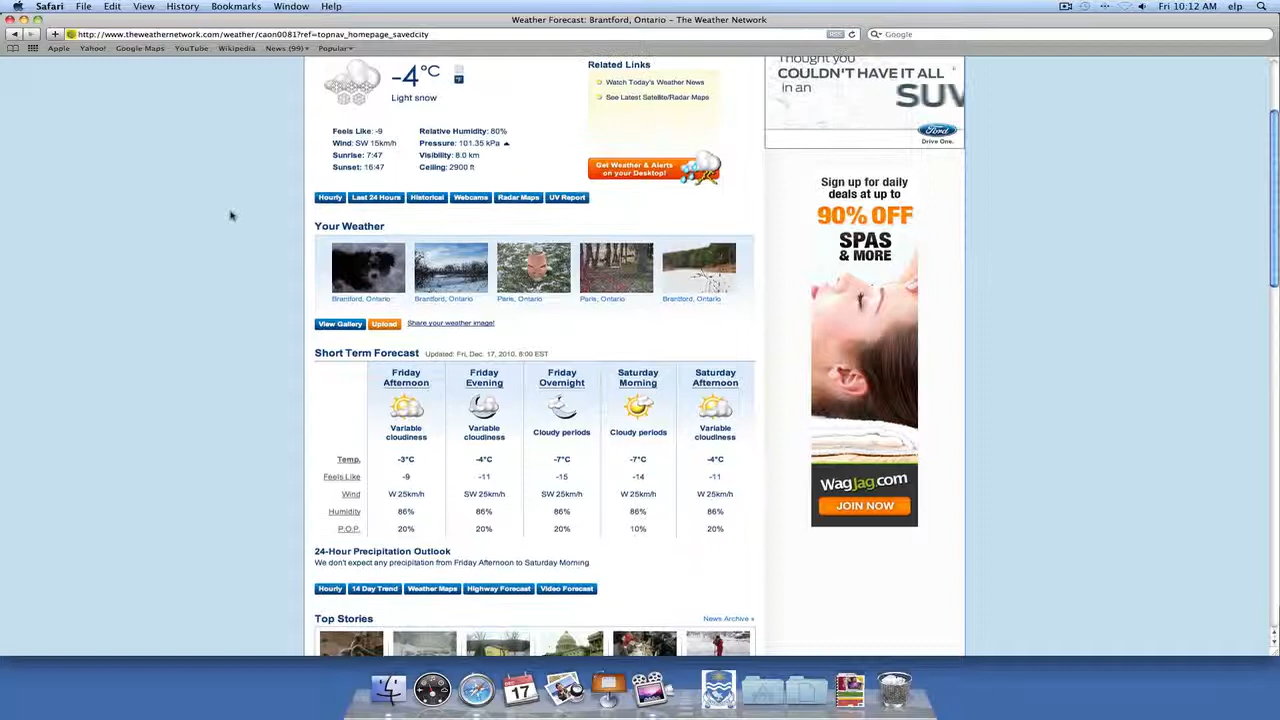 Safari File Edit View History Bookmarks Window Help Fri 10:12 AM elp
Weather Forecast: Brantford, Ontario – The Weather Network
http://www.theweathernetwork.com/weather/caon0081?ref=topnav_homepage_savedcity RSS Google
Apple Yahoo! Google Maps YouTube Wikipedia News (99) Popular
-4°C
°F
Light snow
Feels Like: -9 Relative Humidity: 80%
Wind: SW 15km/h Pressure: 101.35 kPa
Sunrise: 7:47 Visibility: 8.0 km
Sunset: 16:47 Ceiling: 2900 ft
Related Links
Watch Today's Weather News
See Latest Satellite/Radar Maps
Get Weather & Alerts
on your Desktop!
Hourly Last 24 Hours Historical Webcams Radar Maps UV Report
Your Weather
Brantford, Ontario Brantford, Ontario Paris, Ontario Paris, Ontario Brantford, Ontario
View Gallery Upload Share your weather image!
Short Term Forecast Updated: Fri, Dec. 17, 2010, 8:00 EST
Friday Friday Friday Saturday Saturday
Afternoon Evening Overnight Morning Afternoon
Variable cloudiness Variable cloudiness Cloudy periods Cloudy periods Variable cloudiness
Temp. -3°C -4°C -7°C -7°C -4°C
Feels Like -9 -11 -15 -14 -11
Wind W 25km/h SW 25km/h SW 25km/h W 25km/h W 25km/h
Humidity 86% 86% 86% 86% 86%
P.O.P. 20% 20% 20% 10% 20%
24-Hour Precipitation Outlook
We don't expect any precipitation from Friday Afternoon to Saturday Morning
Hourly 14 Day Trend Weather Maps Highway Forecast Video Forecast
Top Stories News Archive »
Thought you
COULDN'T HAVE IT ALL
in an SUV
Ford
Drive One.
Sign up for daily
deals at up to
90% OFF
SPAS
& MORE
WagJag.com
JOIN NOW
DEC
17